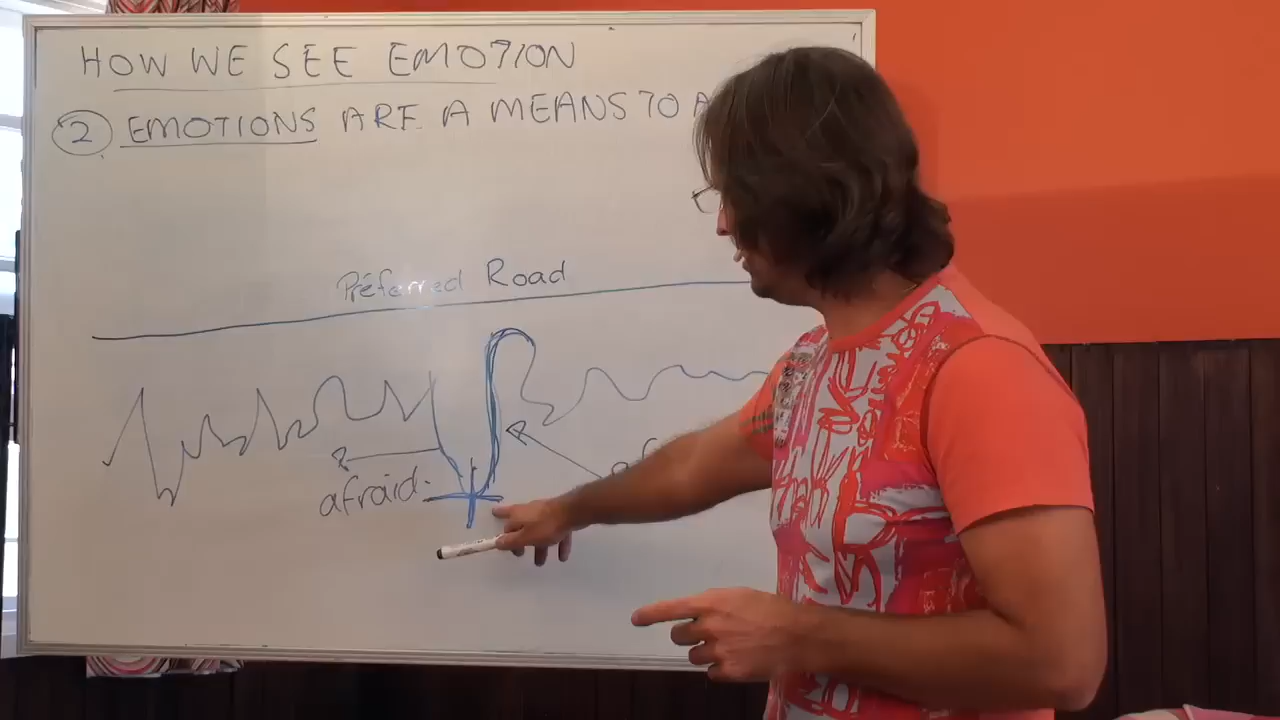 HOW WE SEE EMOTION
2 EMOTIONS ARE A MEANS TO A
Preferred Road
afraid.